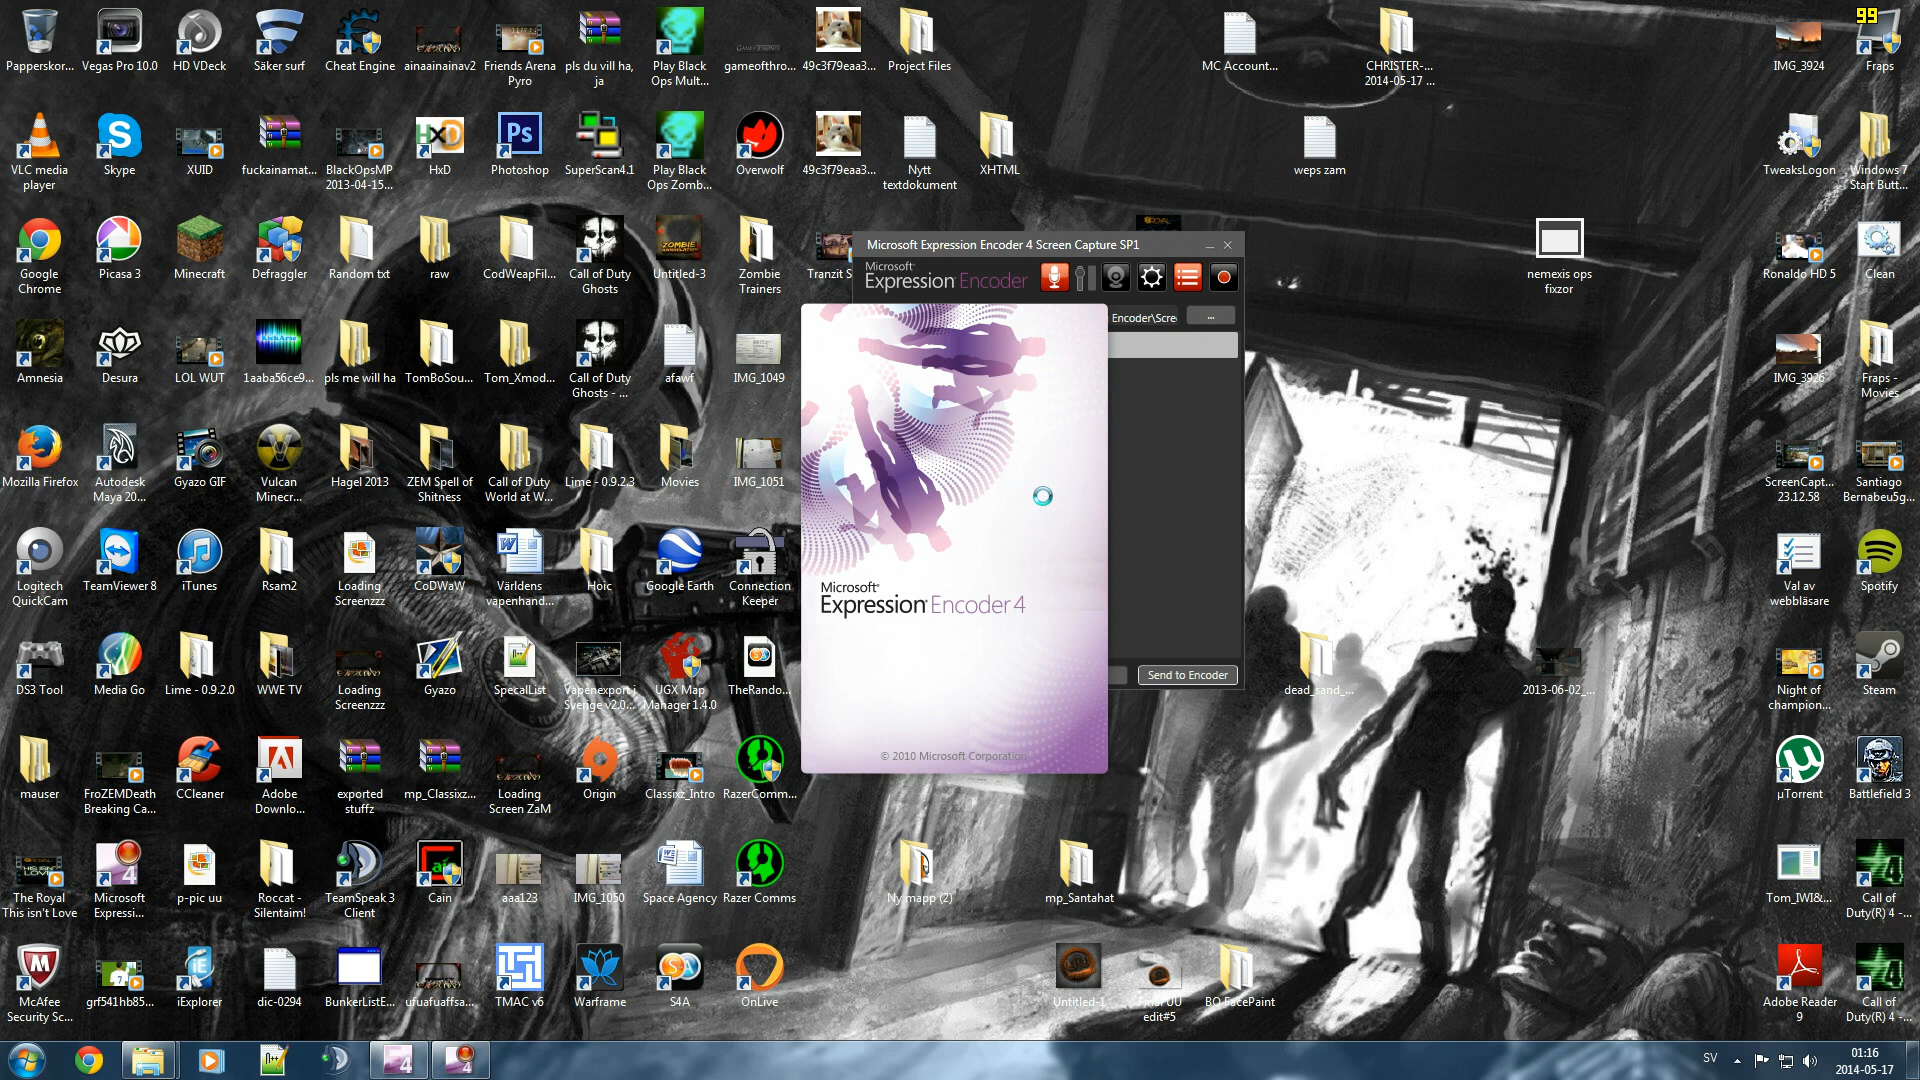 Papperskor...
Vegas Pro 10.0
HD VDeck
Säker surf
Cheat Engine
ainaainainav2
Friends Arena
Pyro
pls du vill ha,
ja
Play Black
Ops Mult...
gameofthro...
49c3f79eaa3...
Project Files
MC Account...
CHRISTER-...
2014-05-17 ...
IMG_3924
99
Fraps
VLC media
player
Skype
XUID
fuckainamat...
BlackOpsMP
2013-04-15...
HxD
HxD
Ps
Photoshop
SuperScan4.1
Play Black
Ops Zomb...
Overwolf
49c3f79eaa3...
Nytt
textdokument
XHTML
weps zam
TweaksLogon
Windows 7
Start Butt...
Google
Chrome
Picasa 3
Minecraft
Defraggler
Random txt
raw
CodWeapFil...
Call of Duty
Ghosts
ZOMBIE
Untitled-3
Zombie
Trainers
Tranzit S
nemexis ops
fixzor
Ronaldo HD 5
Clean
Microsoft Expression Encoder 4 Screen Capture SP1
Microsoft®
Expression® Encoder
Encoder\Scre
...
Send to Encoder
Microsoft®
Expression® Encoder 4
© 2010 Microsoft Corporation
Amnesia
Desura
LOL WUT
1aaba56ce9...
pls me will ha
TomBoSou...
Tom_Xmod...
Call of Duty
Ghosts - ...
afawf
IMG_1049
IMG_3926
Fraps -
Movies
Mozilla Firefox
Autodesk
Maya 20...
Gyazo GIF
Vulcan
Minecr...
Hagel 2013
ZEM Spell of
Shitness
Call of Duty
World at W...
Lime - 0.9.2.3
Movies
IMG_1051
ScreenCapt...
23.12.58
Santiago
Bernabeu5g...
Logitech
QuickCam
TeamViewer 8
iTunes
Rsam2
Loading
Screenzzz
CoDWaW
Världens
vapenhand...
Hoic
Google Earth
Connection
Keeper
Val av
webbläsare
Spotify
DS3 Tool
Media Go
Lime - 0.9.2.0
WWE TV
Loading
Screenzzz
Gyazo
SpecalList
Vapenexport i
Sverige v2,0...
UGX Map
Manager 1.4.0
TheRando...
dead_sand_...
2013-06-02_...
Night of
champion...
Steam
mauser
FroZEMDeath
Breaking Ca...
CCleaner
Adobe
Downlo...
exported
stuffz
mp_Classixz...
Loading
Screen ZaM
Origin
Classixz_Intro
RazerComm...
µTorrent
Battlefield 3
The Royal
This isn't Love
Microsoft
Expressi...
p-pic uu
Roccat -
Silentaim!
TeamSpeak 3
Client
Cain
aaa123
IMG_1050
Space Agency
Razer Comms
Ny mapp (2)
mp_Santahat
Tom_IWI&...
Call of
Duty(R) 4 -...
McAfee
Security Sc...
grf541hb85...
iExplorer
dic-0294
BunkerListE...
ufuafuaffsa...
TMAC v6
Warframe
S4A
OnLive
Untitled-1
Final UU
edit#5
BO FacePaint
Adobe Reader
9
Call of
Duty(R) 4 -...
SV
01:16
2014-05-17